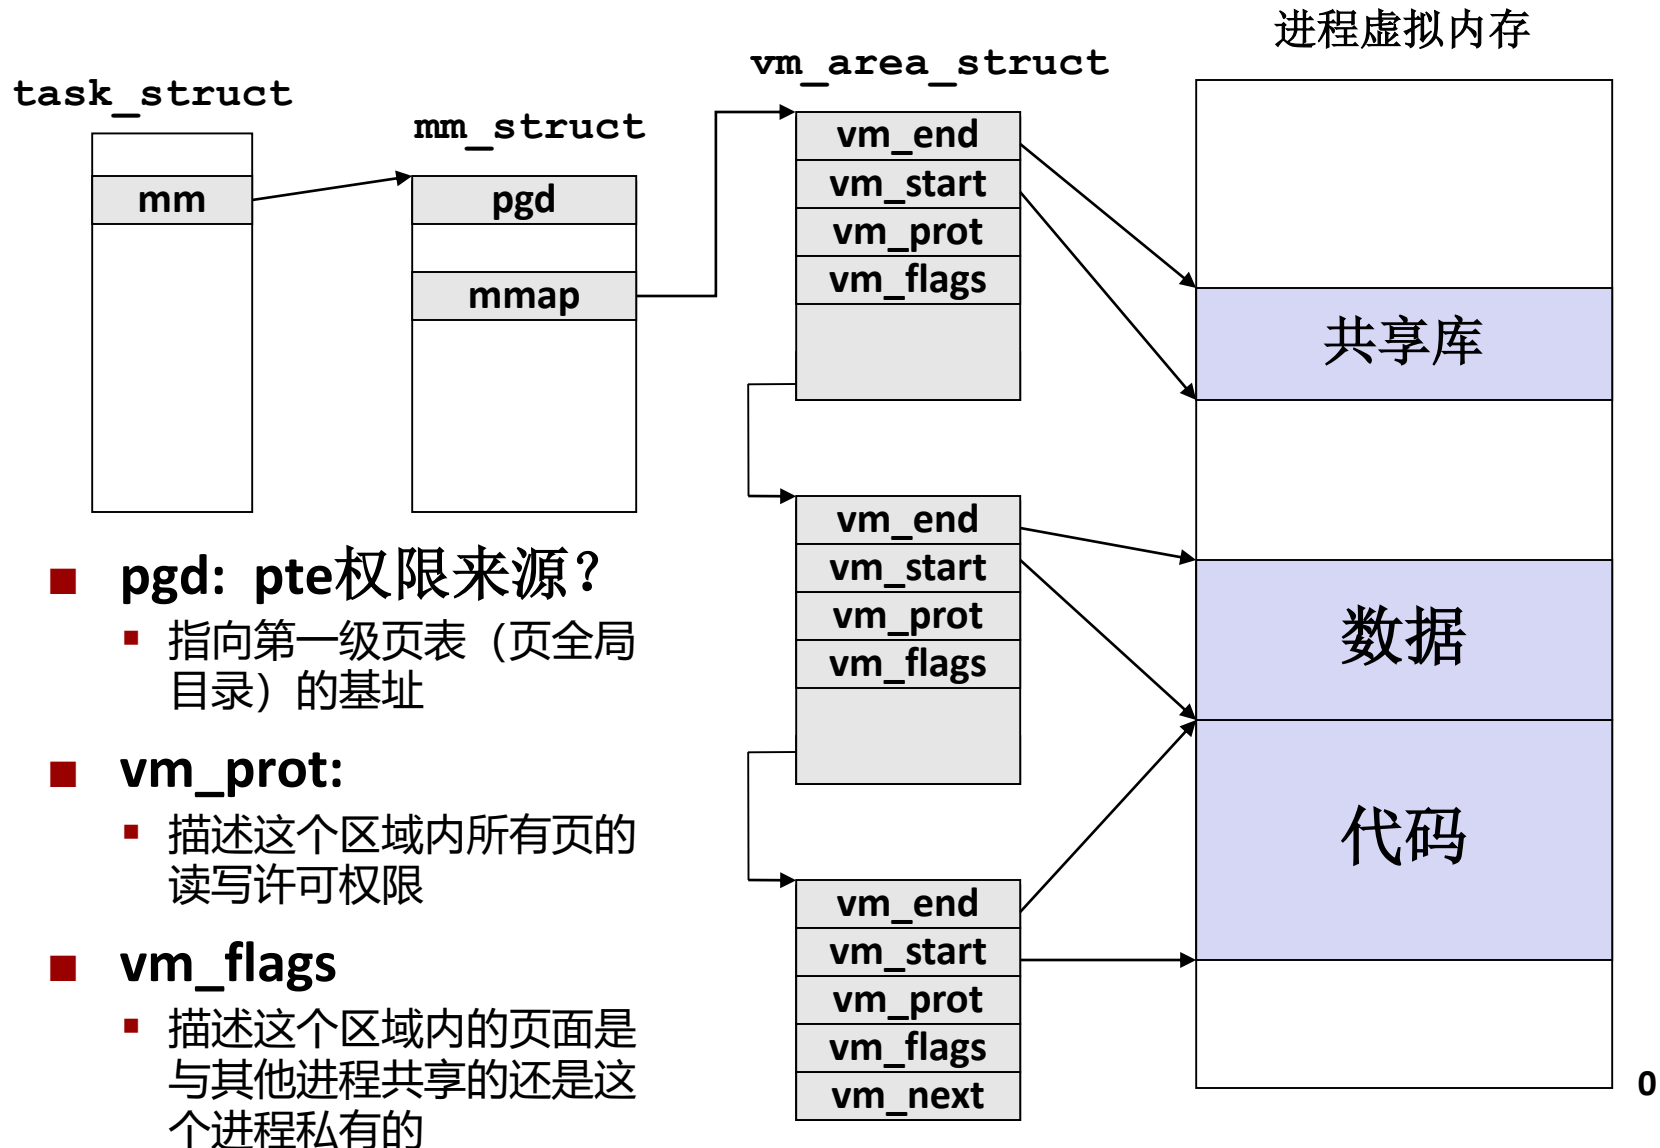 进程虚拟内存
task_struct
mm
mm_struct
pgd
mmap
vm_area_struct
vm_end
vm_start
vm_prot
vm_flags
vm_end
vm_start
vm_prot
vm_flags
vm_end
vm_start
vm_prot
vm_flags
vm_next
共享库
数据
代码
0
pgd: pte权限来源？
指向第一级页表（页全局
目录）的基址
vm_prot:
描述这个区域内所有页的
读写许可权限
vm_flags
描述这个区域内的页面是
与其他进程共享的还是这
个进程私有的